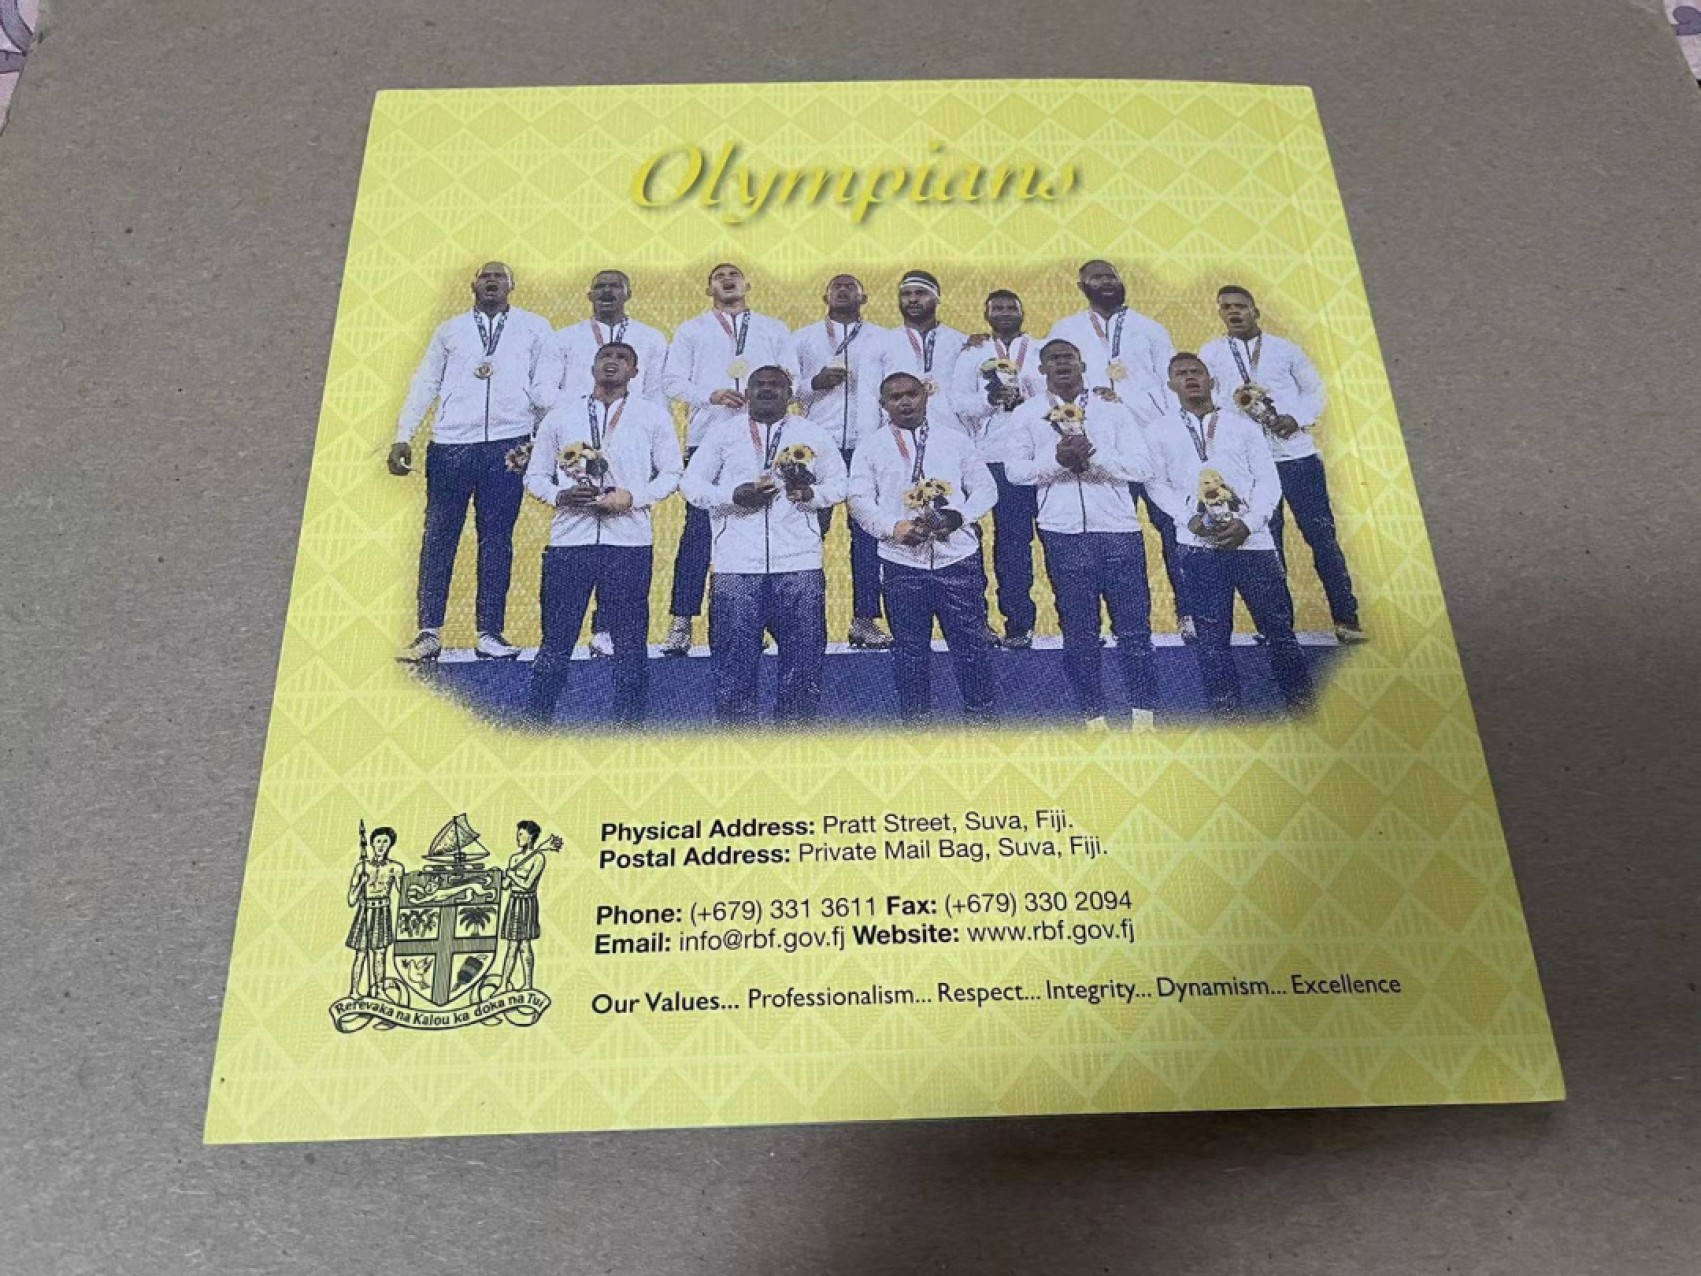 Olympians
Physical Address: Pratt Street, Suva, Fiji.
Postal Address: Private Mail Bag, Suva, Fiji.
Phone: (+679) 331 3611 Fax: (+679) 330 2094
Email: info@rbf.gov.fj Website: www.rbf.gov.fj
Our Values... Professionalism... Respect... Integrity... Dynamism... Excellence
Rerevaka na Kalou ka doka na Tui